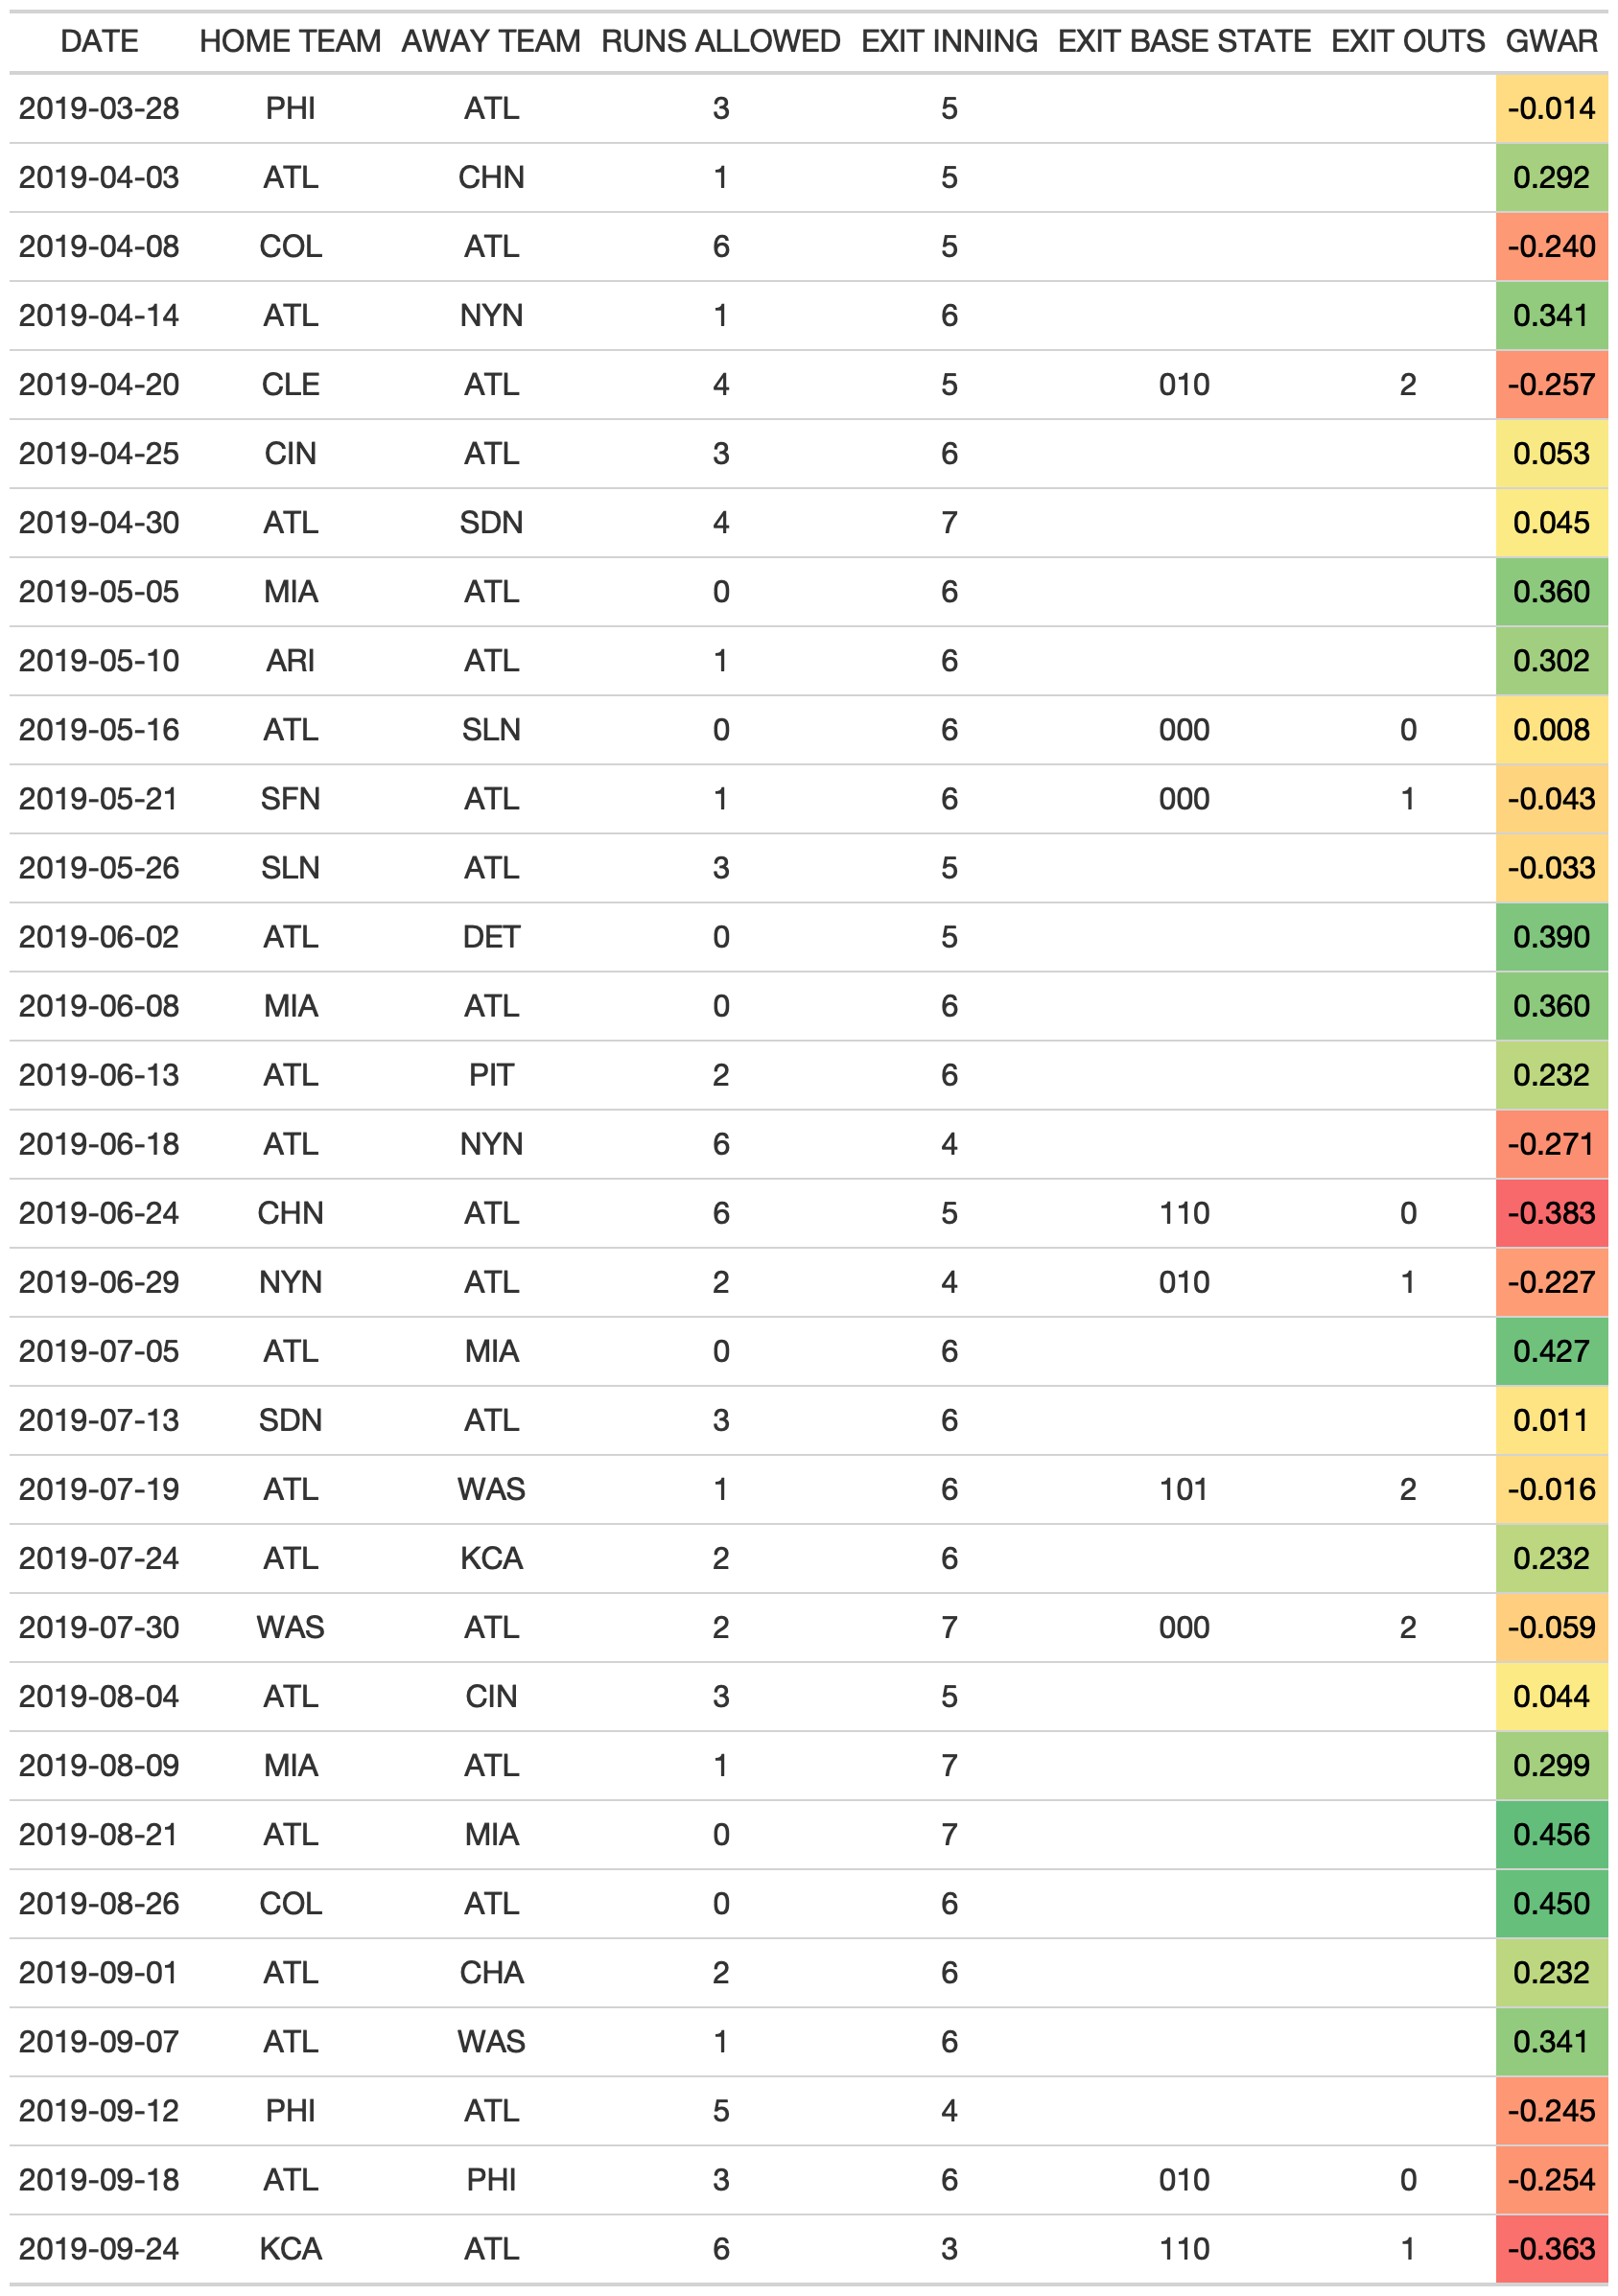 DATE HOME TEAM AWAY TEAM RUNS ALLOWED EXIT INNING EXIT BASE STATE EXIT OUTS GWAR
2019-03-28 PHI ATL 3 5 -0.014
2019-04-03 ATL CHN 1 5 0.292
2019-04-08 COL ATL 6 5 -0.240
2019-04-14 ATL NYN 1 6 0.341
2019-04-20 CLE ATL 4 5 010 2 -0.257
2019-04-25 CIN ATL 3 6 0.053
2019-04-30 ATL SDN 4 7 0.045
2019-05-05 MIA ATL 0 6 0.360
2019-05-10 ARI ATL 1 6 0.302
2019-05-16 ATL SLN 0 6 000 0 0.008
2019-05-21 SFN ATL 1 6 000 1 -0.043
2019-05-26 SLN ATL 3 5 -0.033
2019-06-02 ATL DET 0 5 0.390
2019-06-08 MIA ATL 0 6 0.360
2019-06-13 ATL PIT 2 6 0.232
2019-06-18 ATL NYN 6 4 -0.271
2019-06-24 CHN ATL 6 5 110 0 -0.383
2019-06-29 NYN ATL 2 4 010 1 -0.227
2019-07-05 ATL MIA 0 6 0.427
2019-07-13 SDN ATL 3 6 0.011
2019-07-19 ATL WAS 1 6 101 2 -0.016
2019-07-24 ATL KCA 2 6 0.232
2019-07-30 WAS ATL 2 7 000 2 -0.059
2019-08-04 ATL CIN 3 5 0.044
2019-08-09 MIA ATL 1 7 0.299
2019-08-21 ATL MIA 0 7 0.456
2019-08-26 COL ATL 0 6 0.450
2019-09-01 ATL CHA 2 6 0.232
2019-09-07 ATL WAS 1 6 0.341
2019-09-12 PHI ATL 5 4 -0.245
2019-09-18 ATL PHI 3 6 010 0 -0.254
2019-09-24 KCA ATL 6 3 110 1 -0.363